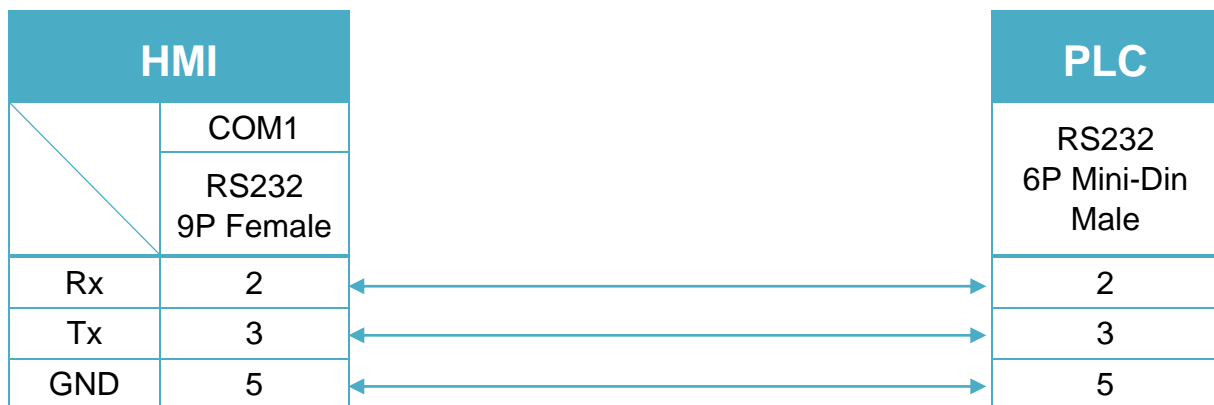 HMI
PLC
COM1
RS232
9P Female
RS232
6P Mini-Din
Male
Rx 2 2
Tx 3 3
GND 5 5